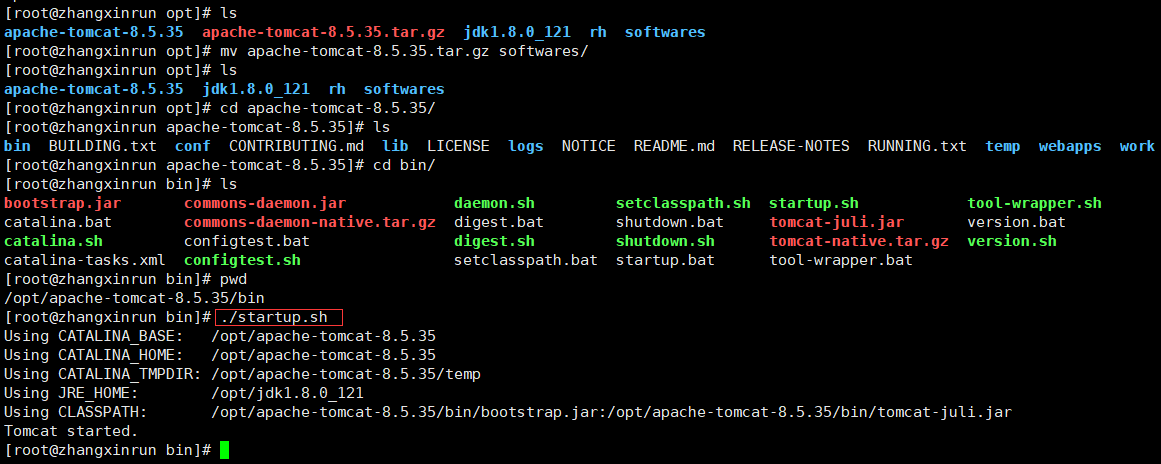 [root@zhangxinrun opt]# ls
apache-tomcat-8.5.35  apache-tomcat-8.5.35.tar.gz  jdk1.8.0_121  rh  softwares
[root@zhangxinrun opt]# mv apache-tomcat-8.5.35.tar.gz softwares/
[root@zhangxinrun opt]# ls
apache-tomcat-8.5.35  jdk1.8.0_121  rh  softwares
[root@zhangxinrun opt]# cd apache-tomcat-8.5.35/
[root@zhangxinrun apache-tomcat-8.5.35]# ls
bin  BUILDING.txt  conf  CONTRIBUTING.md  lib  LICENSE  logs  NOTICE  README.md  RELEASE-NOTES  RUNNING.txt  temp  webapps  work
[root@zhangxinrun apache-tomcat-8.5.35]# cd bin/
[root@zhangxinrun bin]# ls
bootstrap.jar       commons-daemon.jar            daemon.sh        setclasspath.sh  startup.sh            tool-wrapper.sh
catalina.bat        commons-daemon-native.tar.gz  digest.bat       shutdown.bat     tomcat-juli.jar       version.bat
catalina.sh         configtest.bat                digest.sh        shutdown.sh      tomcat-native.tar.gz  version.sh
catalina-tasks.xml  configtest.sh                 setclasspath.bat  startup.bat      tool-wrapper.bat
[root@zhangxinrun bin]# pwd
/opt/apache-tomcat-8.5.35/bin
[root@zhangxinrun bin]# ./startup.sh
Using CATALINA_BASE:   /opt/apache-tomcat-8.5.35
Using CATALINA_HOME:   /opt/apache-tomcat-8.5.35
Using CATALINA_TMPDIR: /opt/apache-tomcat-8.5.35/temp
Using JRE_HOME:        /opt/jdk1.8.0_121
Using CLASSPATH:       /opt/apache-tomcat-8.5.35/bin/bootstrap.jar:/opt/apache-tomcat-8.5.35/bin/tomcat-juli.jar
Tomcat started.
[root@zhangxinrun bin]#